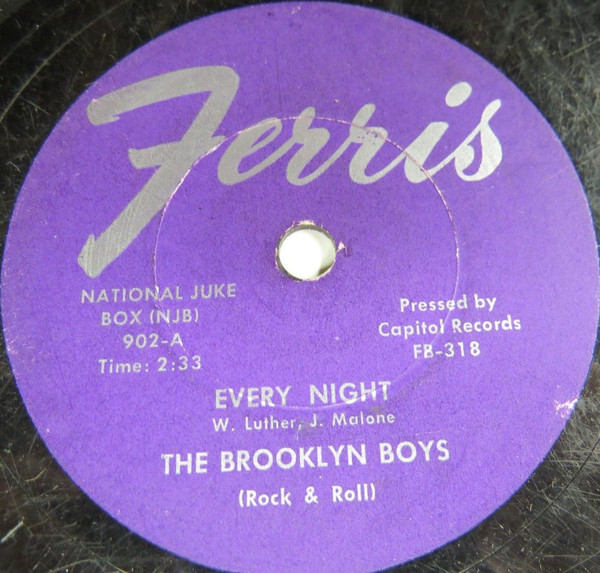 Ferris
NATIONAL JUKE
BOX (NJB)
902-A
Time: 2:33
Pressed by
Capitol Records
FB-318
EVERY NIGHT
W. Luther, J. Malone
THE BROOKLYN BOYS
(Rock & Roll)